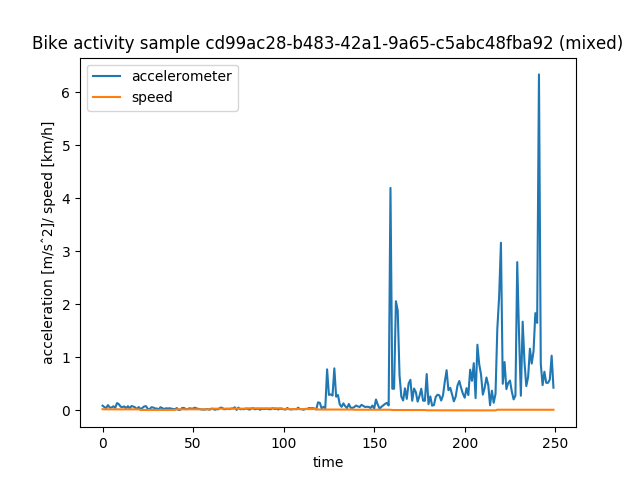 Bike activity sample cd99ac28-b483-42a1-9a65-c5abc48fba92 (mixed)
accelerometer
speed
acceleration [m/s^2]/ speed [km/h]
6
5
4
3
2
1
0
0 50 100 150 200 250
time